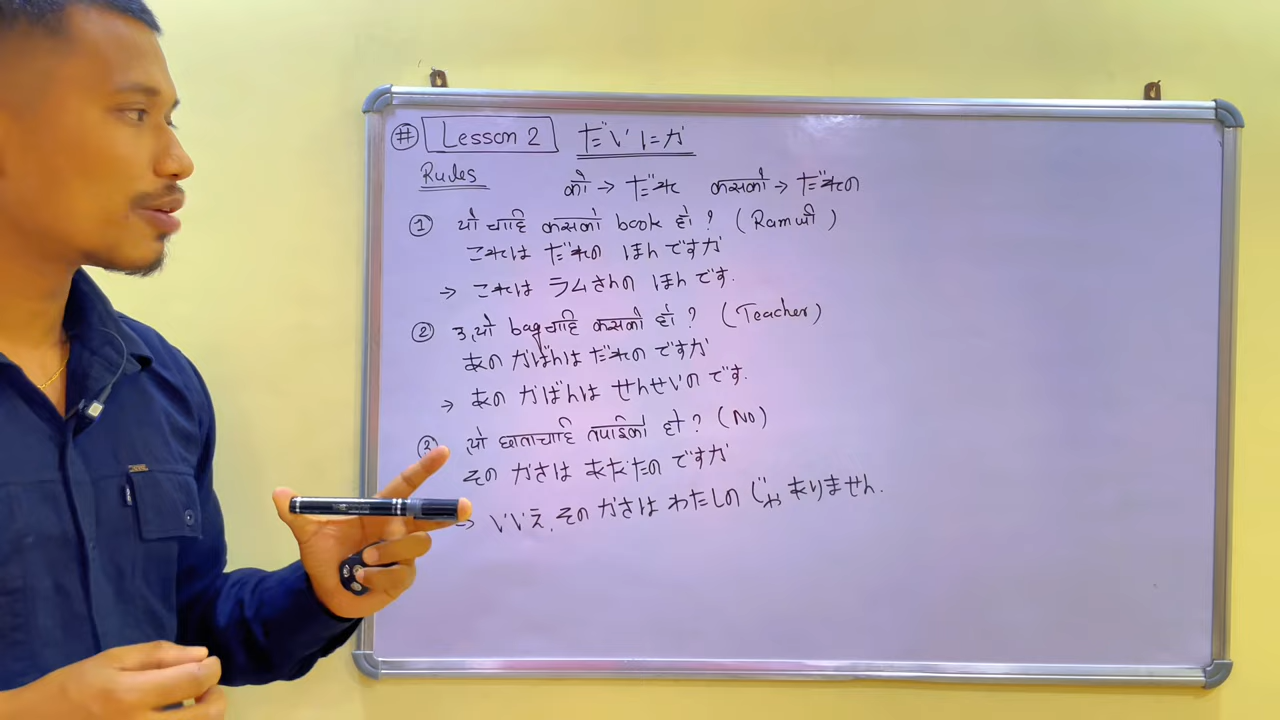 # Lesson 2 だい 2 か
Rules
को → だれ कसको → だれの
① यो चाहि कसको book हो ? (Ramजी)
これは だれの ほんですか
→ これは ラムさんの ほんです.
② उ,यो bagचाहि कसको हो ? (Teacher)
あの かばんは だれの ですか
→ あの かばんは せんせいの です.
③ यो छाताचाहि तपाईको हो ? (No)
その かさは あなたの ですか
→ いいえ, その かさは わたしの じゃ ありません.